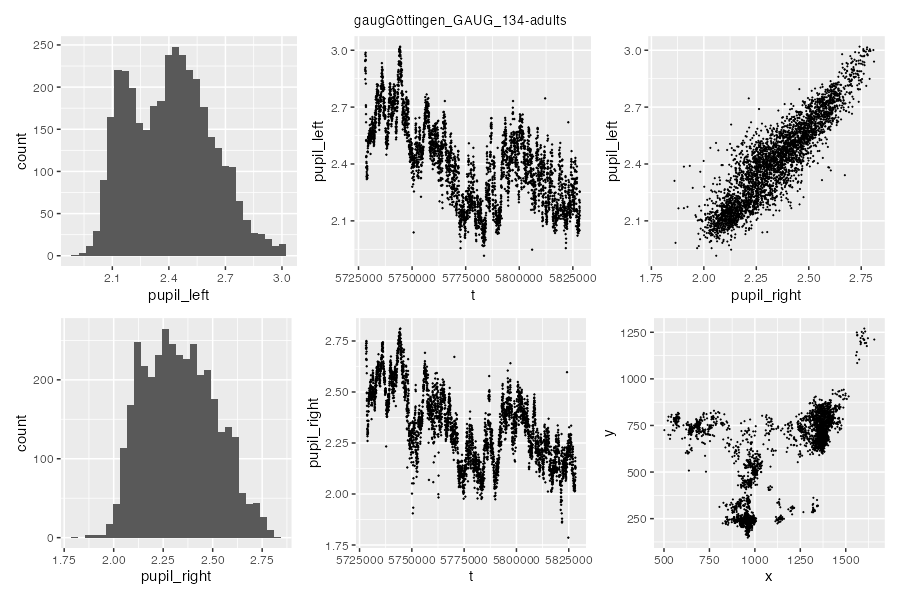 gaugGöttingen_GAUG_134-adults
250
200
150
100
50
0
count
2.1 2.4 2.7 3.0
pupil_left
3.0
2.7
2.4
2.1
pupil_left
5725000 5750000 5775000 5800000 5825000
t
3.0
2.7
2.4
2.1
pupil_left
1.75 2.00 2.25 2.50 2.75
pupil_right
200
100
0
count
1.75 2.00 2.25 2.50 2.75
pupil_right
2.75
2.50
2.25
2.00
1.75
pupil_right
5725000 5750000 5775000 5800000 5825000
t
1250
1000
750
500
250
y
500 750 1000 1250 1500
x